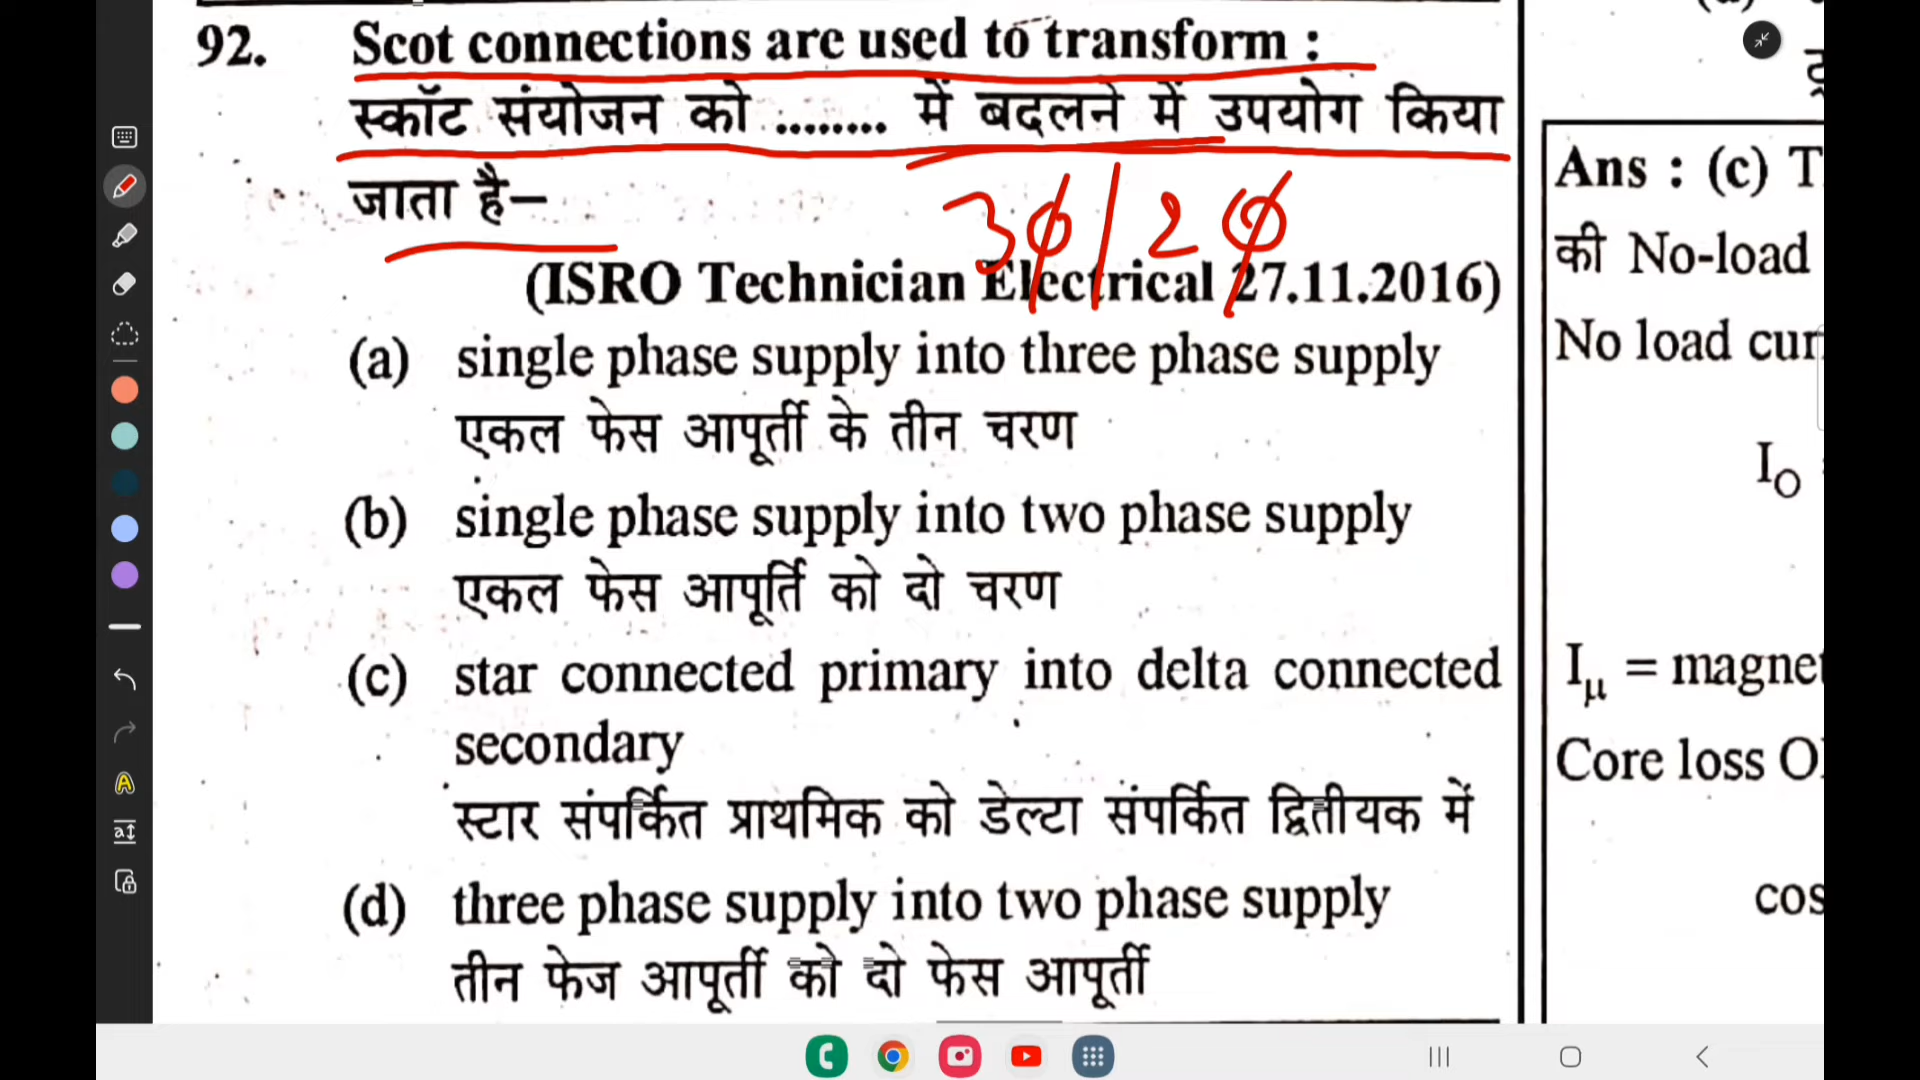 92. Scot connections are used to transform :
स्कॉट संयोजन को ........ में बदलने में उपयोग किया
जाता है–
3ϕ/2ϕ
(ISRO Technician Electrical 27.11.2016)
(a) single phase supply into three phase supply
एकल फेस आपूर्ती के तीन चरण
(b) single phase supply into two phase supply
एकल फेस आपूर्ति को दो चरण
(c) star connected primary into delta connected
secondary
स्टार संपर्कित प्राथमिक को डेल्टा संपर्कित द्वितीयक में
(d) three phase supply into two phase supply
तीन फेज आपूर्ती को दो फेस आपूर्ती
Ans : (c) T
की No-load
No load cur
I₀
Iμ = magnet
Core loss O
cos